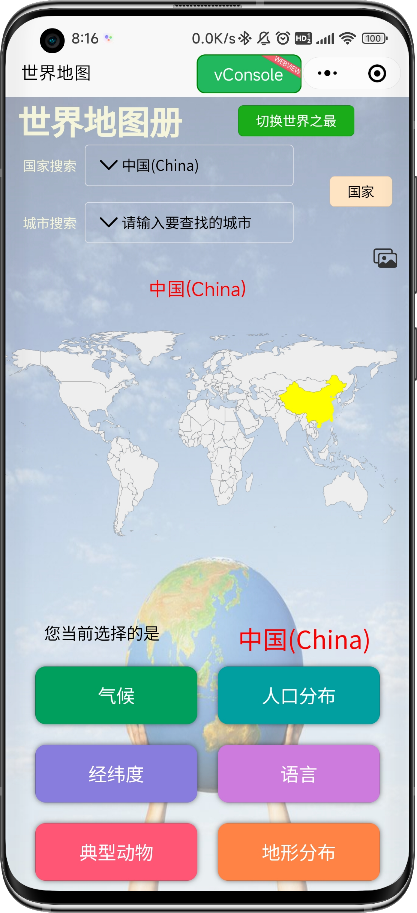 8:16 0.0K/s HD2 100
世界地图 vConsole WEBVIEW
世界地图册 切换世界之最
国家搜索 中国(China)
国家
城市搜索 请输入要查找的城市
中国(China)
您当前选择的是 中国(China)
气候 人口分布
经纬度 语言
典型动物 地形分布